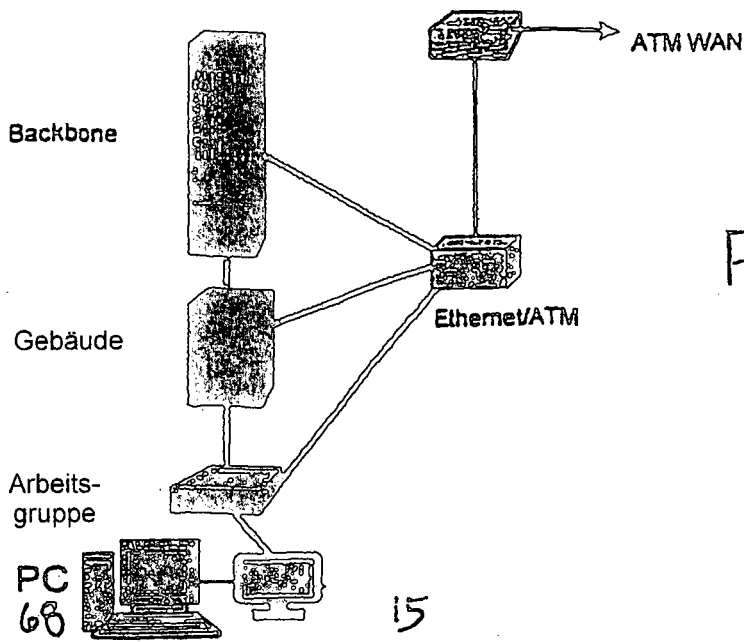 ATM WAN
Backbone
Ethernet/ATM
Gebäude
Arbeits-
gruppe
PC
68
15